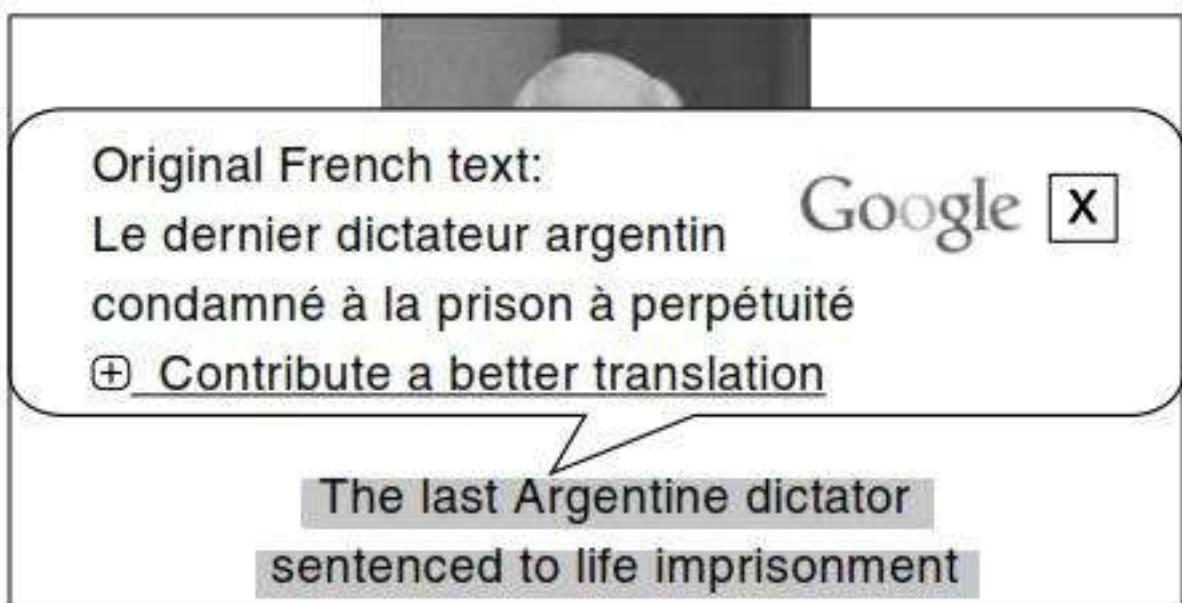 Original French text:
Google X
Le dernier dictateur argentin
condamné à la prison à perpétuité
+ Contribute a better translation
The last Argentine dictator
sentenced to life imprisonment